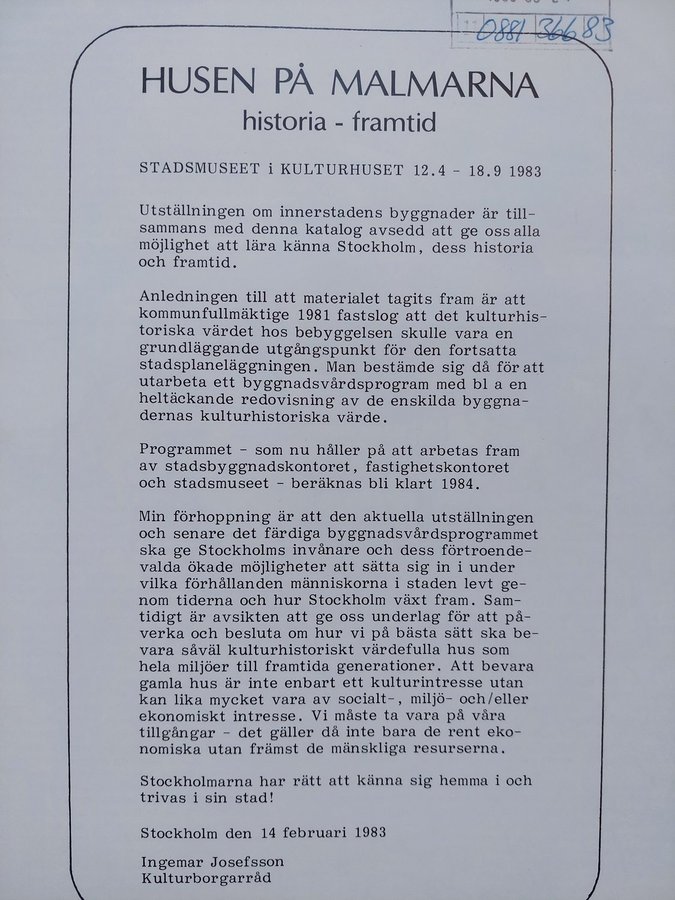 0881 36683
HUSEN PÅ MALMARNA
historia - framtid
STADSMUSEET i KULTURHUSET 12.4 - 18.9 1983
Utställningen om innerstadens byggnader är till-
sammans med denna katalog avsedd att ge oss alla
möjlighet att lära känna Stockholm, dess historia
och framtid.
Anledningen till att materialet tagits fram är att
kommunfullmäktige 1981 fastslog att det kulturhis-
toriska värdet hos bebyggelsen skulle vara en
grundläggande utgångspunkt för den fortsatta
stadsplaneläggningen. Man bestämde sig då för att
utarbeta ett byggnadsvårdsprogram med bl a en
heltäckande redovisning av de enskilda byggna-
dernas kulturhistoriska värde.
Programmet - som nu håller på att arbetas fram
av stadsbyggnadskontoret, fastighetskontoret
och stadsmuseet - beräknas bli klart 1984.
Min förhoppning är att den aktuella utställningen
och senare det färdiga byggnadsvårdsprogrammet
ska ge Stockholms invånare och dess förtroende-
valda ökade möjligheter att sätta sig in i under
vilka förhållanden människorna i staden levt ge-
nom tiderna och hur Stockholm växt fram. Sam-
tidigt är avsikten att ge oss underlag för att på-
verka och besluta om hur vi på bästa sätt ska be-
vara såväl kulturhistoriskt värdefulla hus som
hela miljöer till framtida generationer. Att bevara
gamla hus är inte enbart ett kulturintresse utan
kan lika mycket vara av socialt-, miljö- och/eller
ekonomiskt intresse. Vi måste ta vara på våra
tillgångar - det gäller då inte bara de rent eko-
nomiska utan främst de mänskliga resurserna.
Stockholmarna har rätt att känna sig hemma i och
trivas i sin stad!
Stockholm den 14 februari 1983
Ingemar Josefsson
Kulturborgarråd